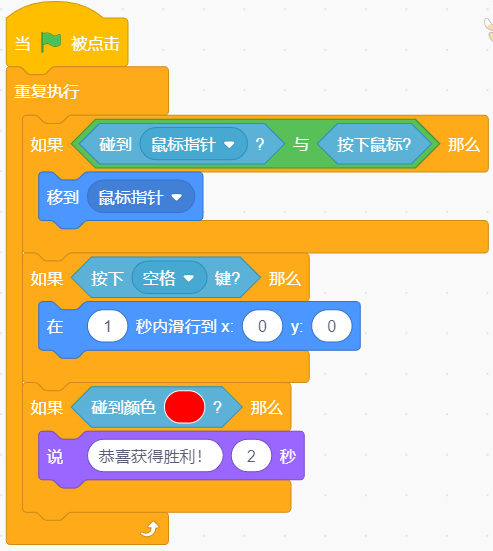 当 被点击
重复执行
如果 碰到 鼠标指针 ? 与 按下鼠标? 那么
移到 鼠标指针
如果 按下 空格 键? 那么
在 1 秒内滑行到 x: 0 y: 0
如果 碰到颜色 ? 那么
说 恭喜获得胜利! 2 秒